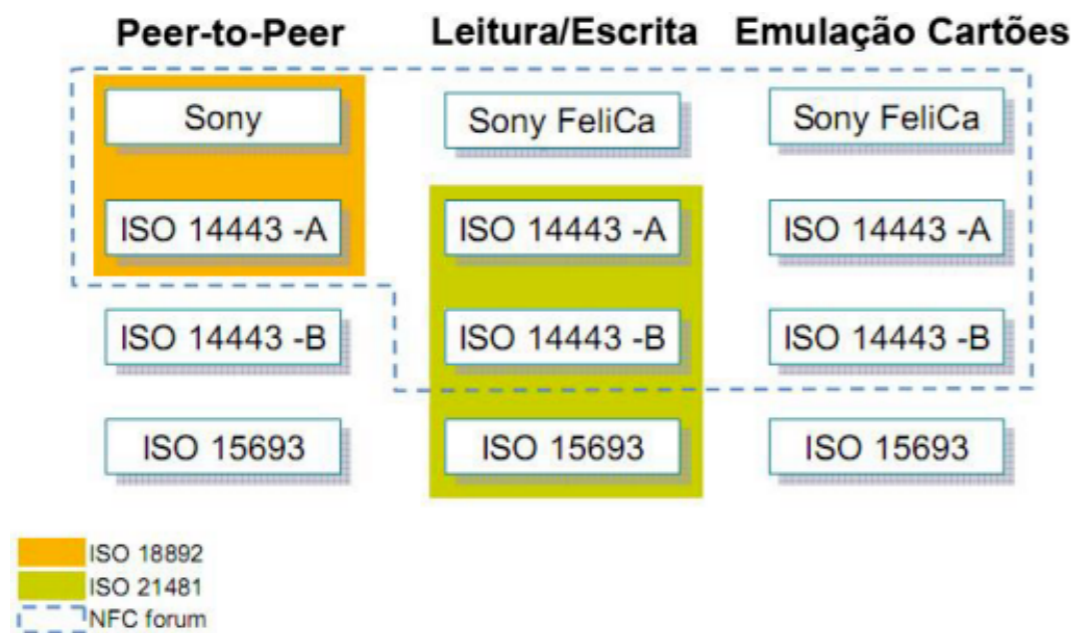 Peer-to-Peer Leitura/Escrita Emulação Cartões
Sony Sony FeliCa Sony FeliCa
ISO 14443 -A ISO 14443 -A ISO 14443 -A
ISO 14443 -B ISO 14443 -B ISO 14443 -B
ISO 15693 ISO 15693 ISO 15693
ISO 18892
ISO 21481
NFC forum